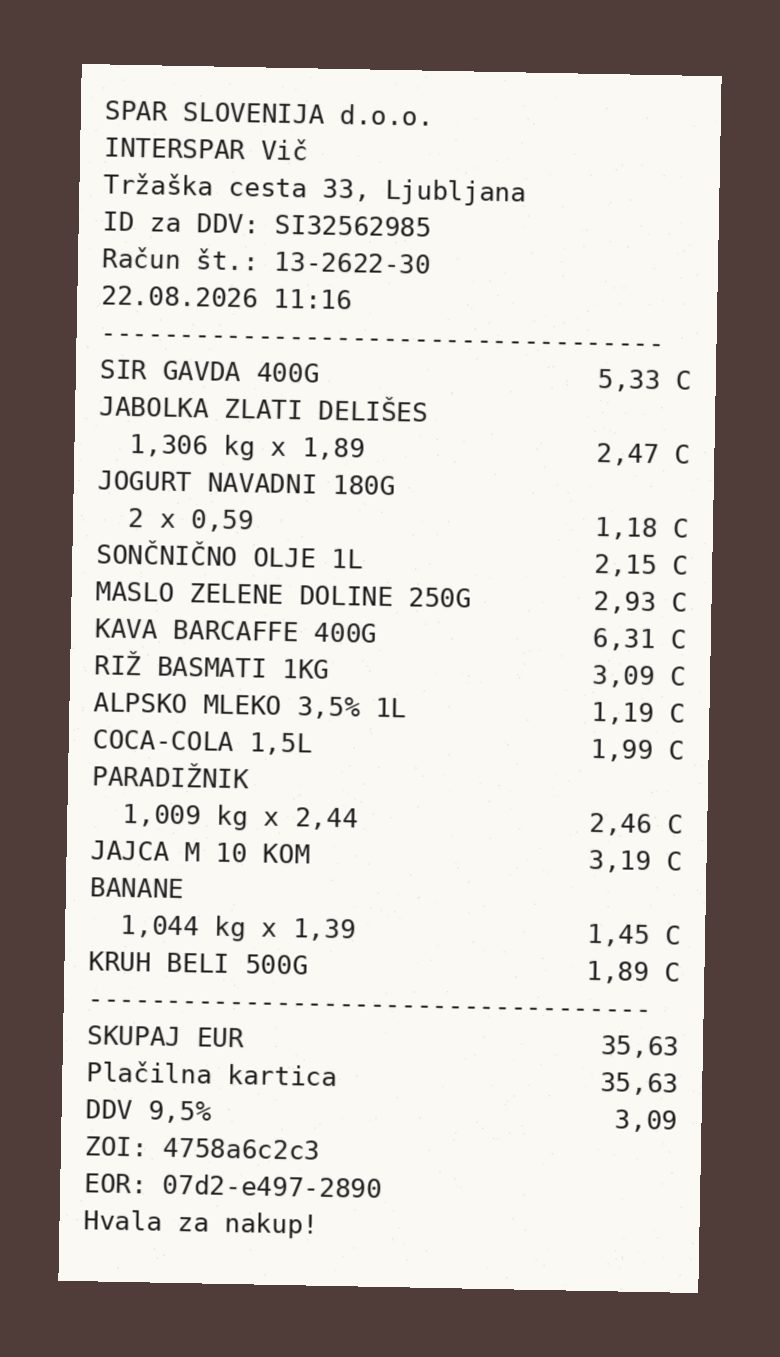 SPAR SLOVENIJA d.o.o.
INTERSPAR Vič
Tržaška cesta 33, Ljubljana
ID za DDV: SI32562985
Račun št.: 13-2622-30
22.08.2026 11:16
------------------------------------
SIR GAVDA 400G 5,33 C
JABOLKA ZLATI DELIŠES
1,306 kg x 1,89 2,47 C
JOGURT NAVADNI 180G
2 x 0,59 1,18 C
SONČNIČNO OLJE 1L 2,15 C
MASLO ZELENE DOLINE 250G 2,93 C
KAVA BARCAFFE 400G 6,31 C
RIŽ BASMATI 1KG 3,09 C
ALPSKO MLEKO 3,5% 1L 1,19 C
COCA-COLA 1,5L 1,99 C
PARADIŽNIK
1,009 kg x 2,44 2,46 C
JAJCA M 10 KOM 3,19 C
BANANE
1,044 kg x 1,39 1,45 C
KRUH BELI 500G 1,89 C
------------------------------------
SKUPAJ EUR 35,63
Plačilna kartica 35,63
DDV 9,5% 3,09
ZOI: 4758a6c2c3
EOR: 07d2-e497-2890
Hvala za nakup!